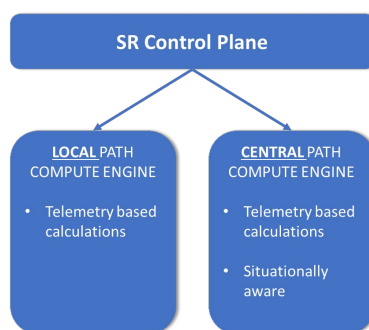 SR Control Plane
LOCAL PATH
COMPUTE ENGINE
• Telemetry based
calculations
CENTRAL PATH
COMPUTE ENGINE
• Telemetry based
calculations
• Situationally
aware